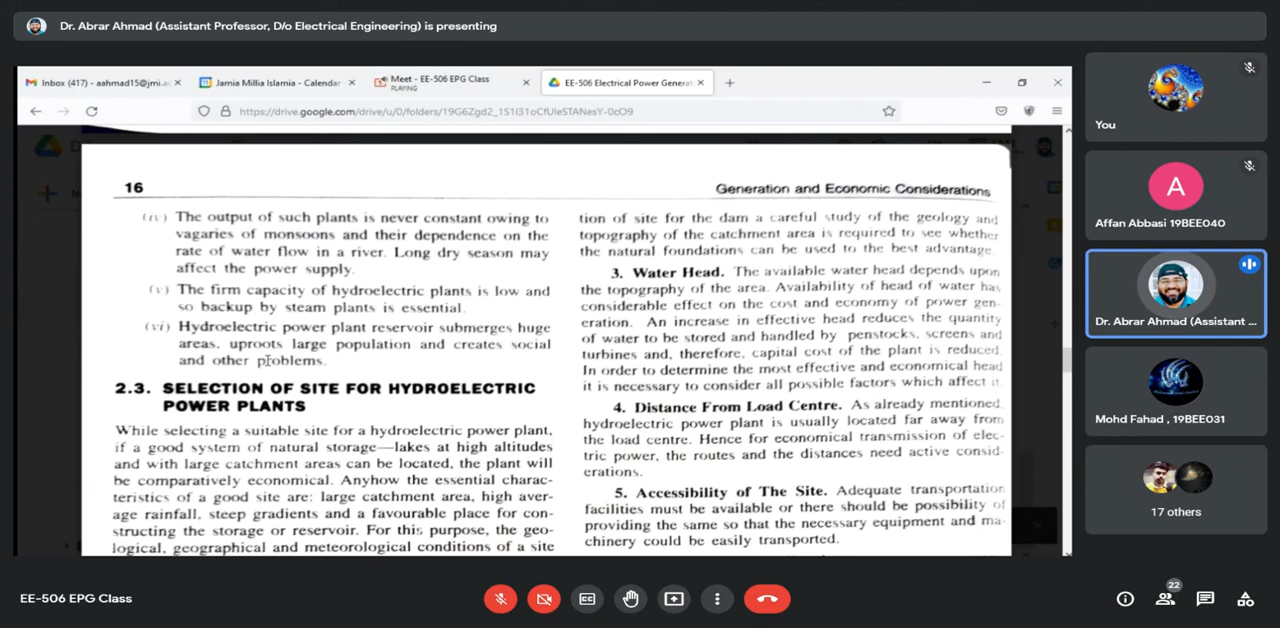 Dr. Abrar Ahmad (Assistant Professor, D/o Electrical Engineering) is presenting
Inbox (417) - aahmad15@jmi.ac
Jamia Millia Islamia - Calendar
Meet - EE-506 EPG Class
PLAYING
EE-506 Electrical Power Generat
https://drive.google.com/drive/u/0/folders/
16
Generation and Economic Considerations
(iv) The output of such plants is never constant owing to
vagaries of monsoons and their dependence on the
rate of water flow in a river. Long dry season may
affect the power supply.
(v) The firm capacity of hydroelectric plants is low and
so backup by steam plants is essential.
(vi) Hydroelectric power plant reservoir submerges huge
areas, uproots large population and creates social
and other problems.
2.3. SELECTION OF SITE FOR HYDROELECTRIC
POWER PLANTS
While selecting a suitable site for a hydroelectric power plant,
if a good system of natural storage—lakes at high altitudes
and with large catchment areas can be located, the plant will
be comparatively economical. Anyhow the essential charac-
teristics of a good site are: large catchment area, high aver-
age rainfall, steep gradients and a favourable place for con-
structing the storage or reservoir. For this purpose, the geo-
logical, geographical and meteorological conditions of a site
tion of site for the dam a careful study of the geology and
topography of the catchment area is required to see whether
the natural foundations can be used to the best advantage.
3. Water Head. The available water head depends upon
the topography of the area. Availability of head of water has
considerable effect on the cost and economy of power gen-
eration. An increase in effective head reduces the quantity
of water to be stored and handled by penstocks, screens and
turbines and, therefore, capital cost of the plant is reduced.
In order to determine the most effective and economical head
it is necessary to consider all possible factors which affect it.
4. Distance From Load Centre. As already mentioned,
hydroelectric power plant is usually located far away from
the load centre. Hence for economical transmission of elec-
tric power, the routes and the distances need active consid-
erations.
5. Accessibility of The Site. Adequate transportation
facilities must be available or there should be possibility of
providing the same so that the necessary equipment and ma-
chinery could be easily transported.
You
A
Affan Abbasi 19BEE040
Dr. Abrar Ahmad (Assistant ...
Mohd Fahad , 19BEE031
17 others
EE-506 EPG Class
CC
22